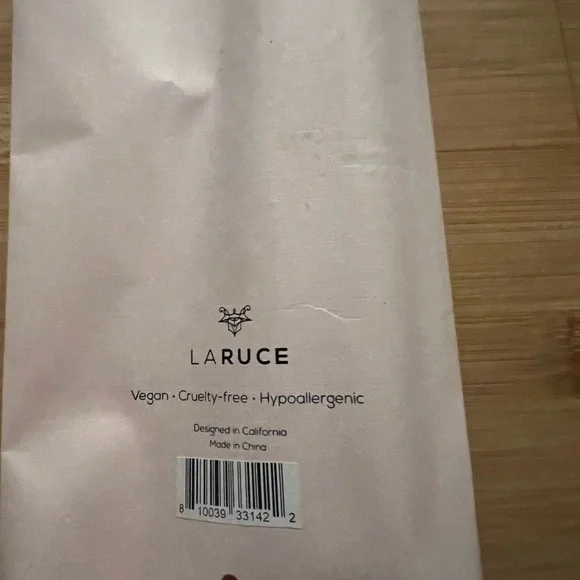 LARUCE
Vegan · Cruelty-free · Hypoallergenic
Designed in California
Made in China
8 10039 33142 2